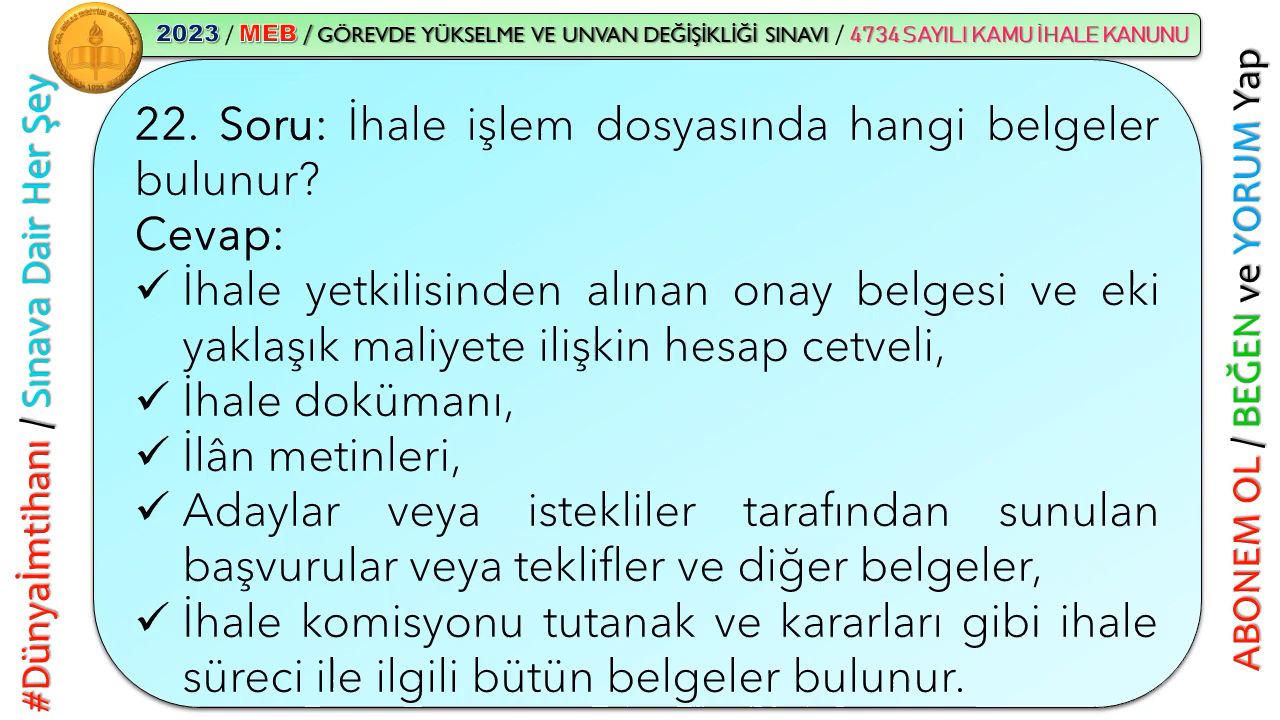 2023 / MEB / GÖREVDE YÜKSELME VE UNVAN DEĞİŞİKLİĞİ SINAVI / 4734 SAYILI KAMU İHALE KANUNU
#Dünyaİmtihanı / Sınava Dair Her Şey
22. Soru: İhale işlem dosyasında hangi belgeler
bulunur?
Cevap:
✓ İhale yetkilisinden alınan onay belgesi ve eki
yaklaşık maliyete ilişkin hesap cetveli,
✓ İhale dokümanı,
✓ İlân metinleri,
✓ Adaylar veya istekliler tarafından sunulan
başvurular veya teklifler ve diğer belgeler,
✓ İhale komisyonu tutanak ve kararları gibi ihale
süreci ile ilgili bütün belgeler bulunur.
ABONEM OL / BEĞEN ve YORUM Yap